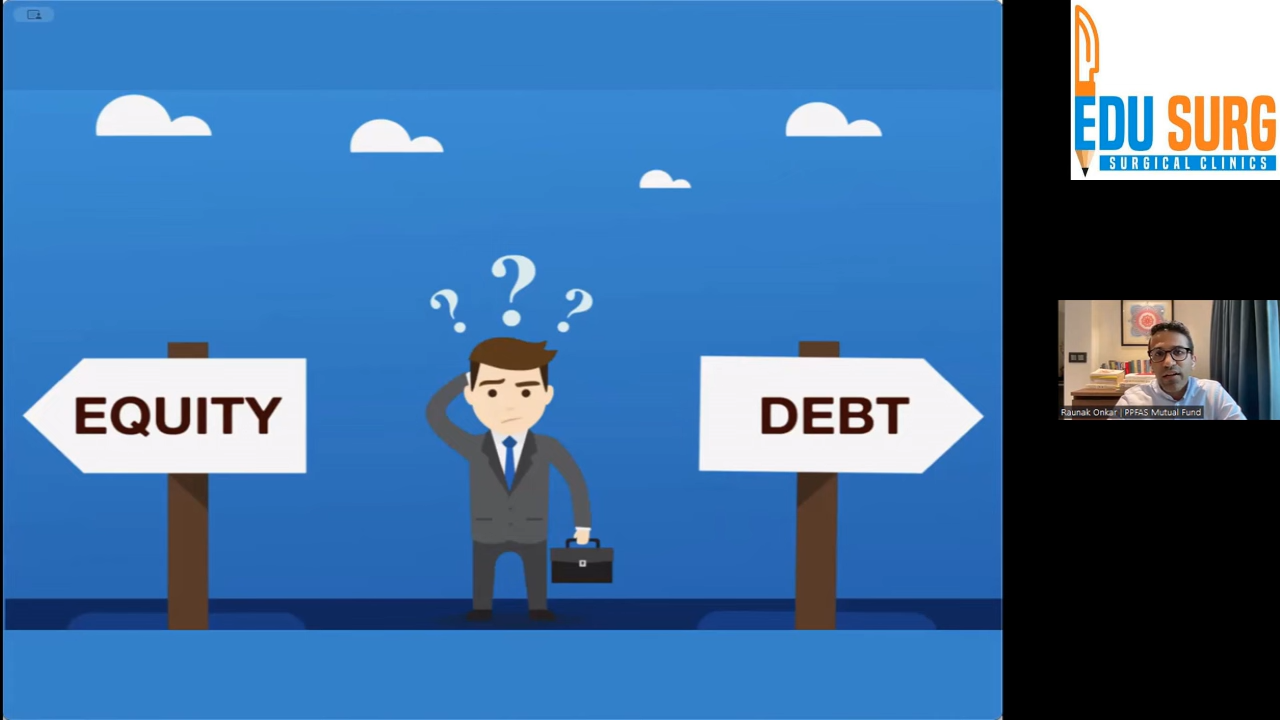 EQUITY
DEBT
? ? ?
EDU SURG
SURGICAL CLINICS
Raunak Onkar | PPFAS Mutual Fund